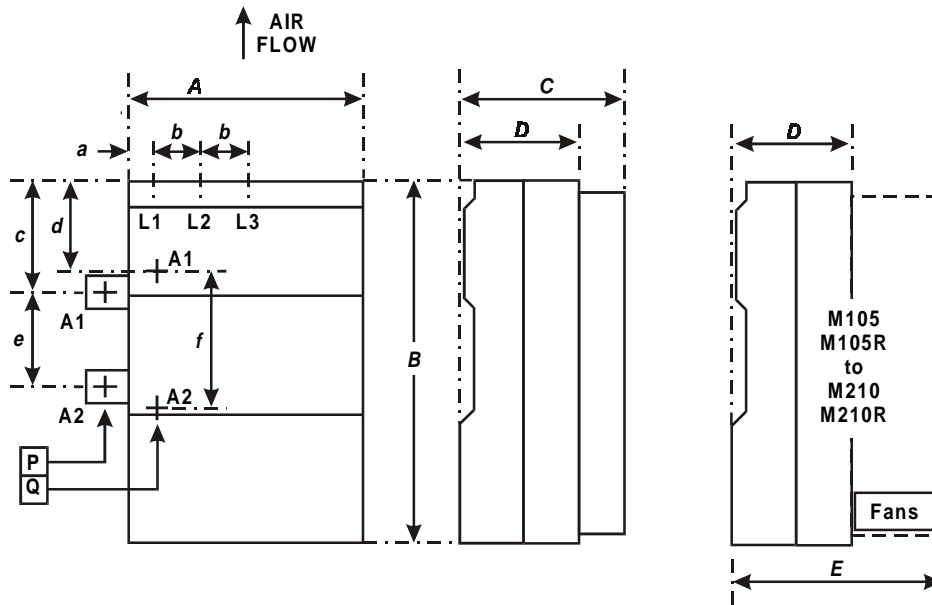 AIR
FLOW
A
C
D
D
a
b
b
c
d
L1
L2
L3
A1
A1
e
f
B
M105
M105R
to
M210
M210R
A2
A2
P
Q
Fans
E